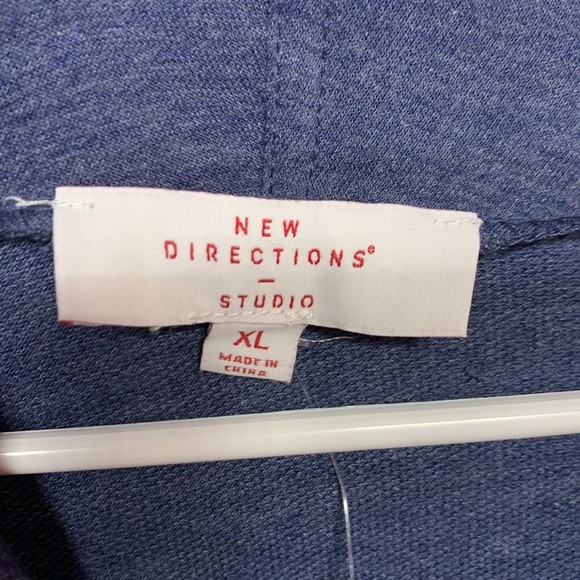 NEW
DIRECTIONS®
—
STUDIO
XL
MADE IN
CHINA